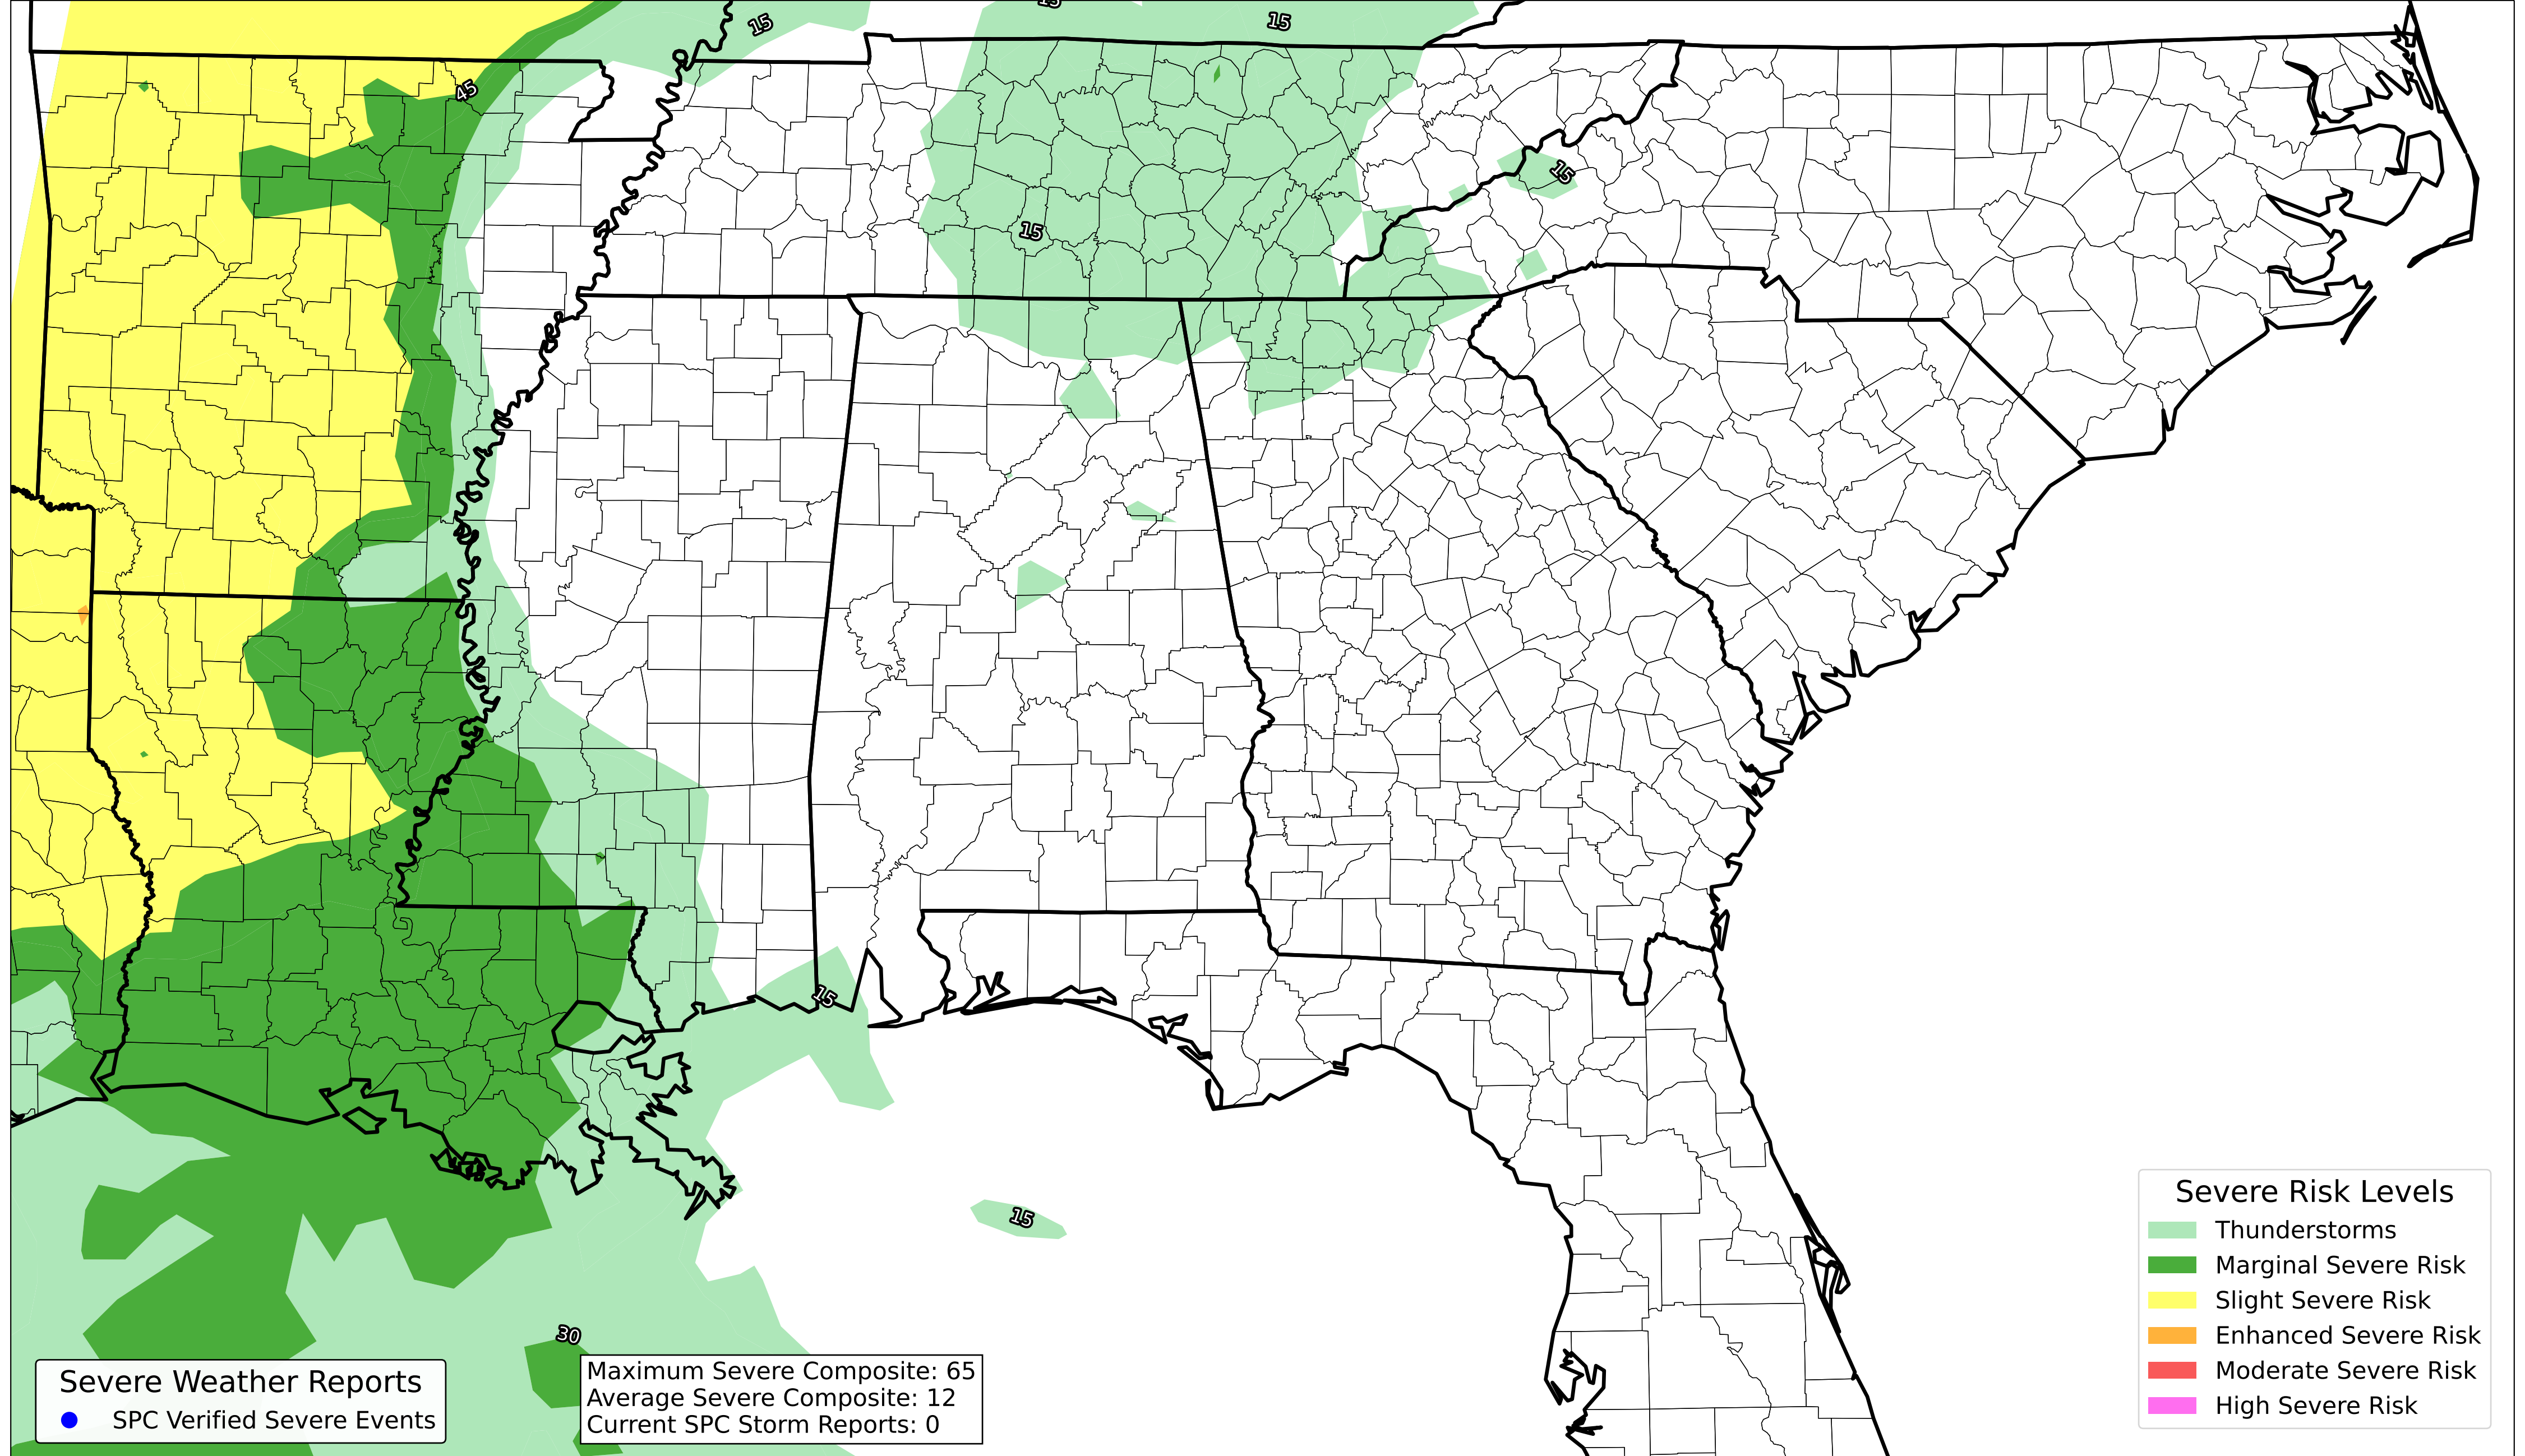 15
15
15
45
15
15
15
15
30
Severe Weather Reports
SPC Verified Severe Events
Maximum Severe Composite: 65
Average Severe Composite: 12
Current SPC Storm Reports: 0
Severe Risk Levels
Thunderstorms
Marginal Severe Risk
Slight Severe Risk
Enhanced Severe Risk
Moderate Severe Risk
High Severe Risk